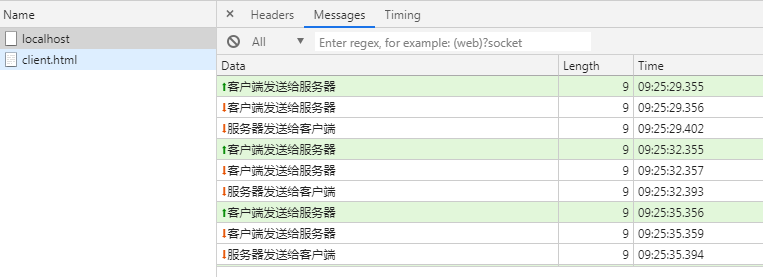 Name
× Headers Messages Timing
localhost
All ▼ Enter regex, for example: (web)?socket
client.html
Data Length Time
↑客户端发送给服务器 9 09:25:29.355
↓客户端发送给服务器 9 09:25:29.356
↓服务器发送给客户端 9 09:25:29.402
↑客户端发送给服务器 9 09:25:32.355
↓客户端发送给服务器 9 09:25:32.357
↓服务器发送给客户端 9 09:25:32.393
↑客户端发送给服务器 9 09:25:35.356
↓客户端发送给服务器 9 09:25:35.359
↓服务器发送给客户端 9 09:25:35.394